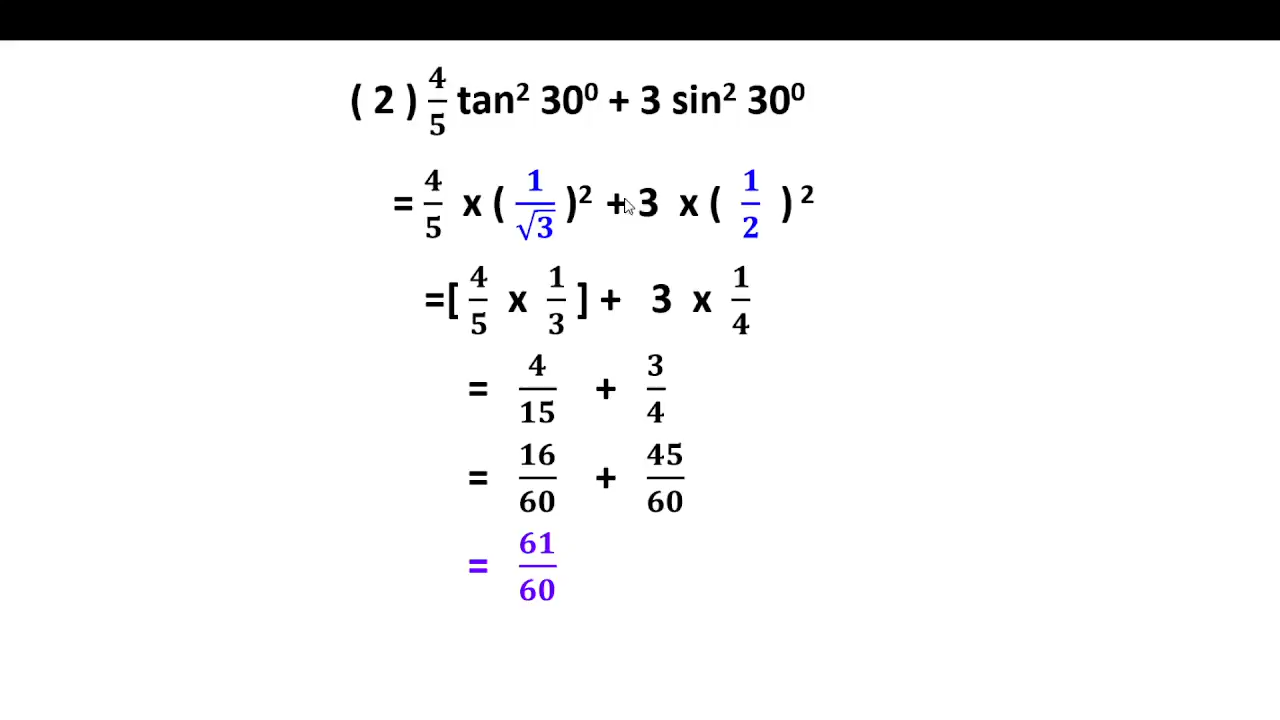 ( 2 ) 4/5 tan² 30⁰ + 3 sin² 30⁰
= 4/5 x ( 1/√3 )² + 3 x ( 1/2 ) ²
=[ 4/5 x 1/3 ] + 3 x 1/4
= 4/15 + 3/4
= 16/60 + 45/60
= 61/60